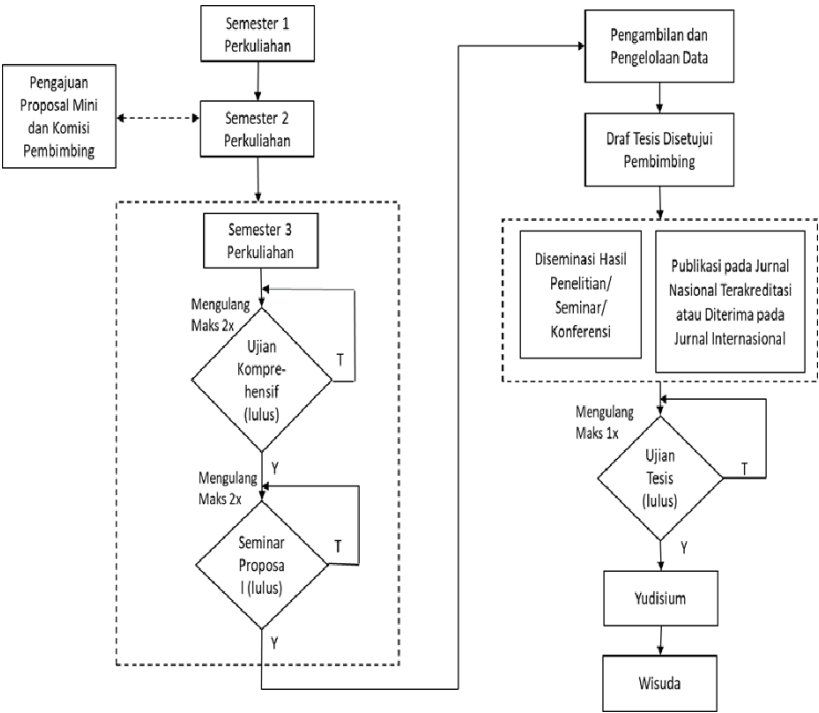 Semester 1
Perkuliahan
Pengajuan
Proposal Mini
dan Komisi
Pembimbing
Semester 2
Perkuliahan
Semester 3
Perkuliahan
Mengulang
Maks 2x
Ujian
Kompre-
hensif
(lulus)
T
Y
Mengulang
Maks 2x
Seminar
Proposa
l (lulus)
T
Y
Pengambilan dan
Pengelolaan Data
Draf Tesis Disetujui
Pembimbing
Diseminasi Hasil
Penelitian/
Seminar/
Konferensi
Publikasi pada Jurnal
Nasional Terakreditasi
atau Diterima pada
Jurnal Internasional
Mengulang
Maks 1x
Ujian
Tesis
(lulus)
T
Y
Yudisium
Wisuda